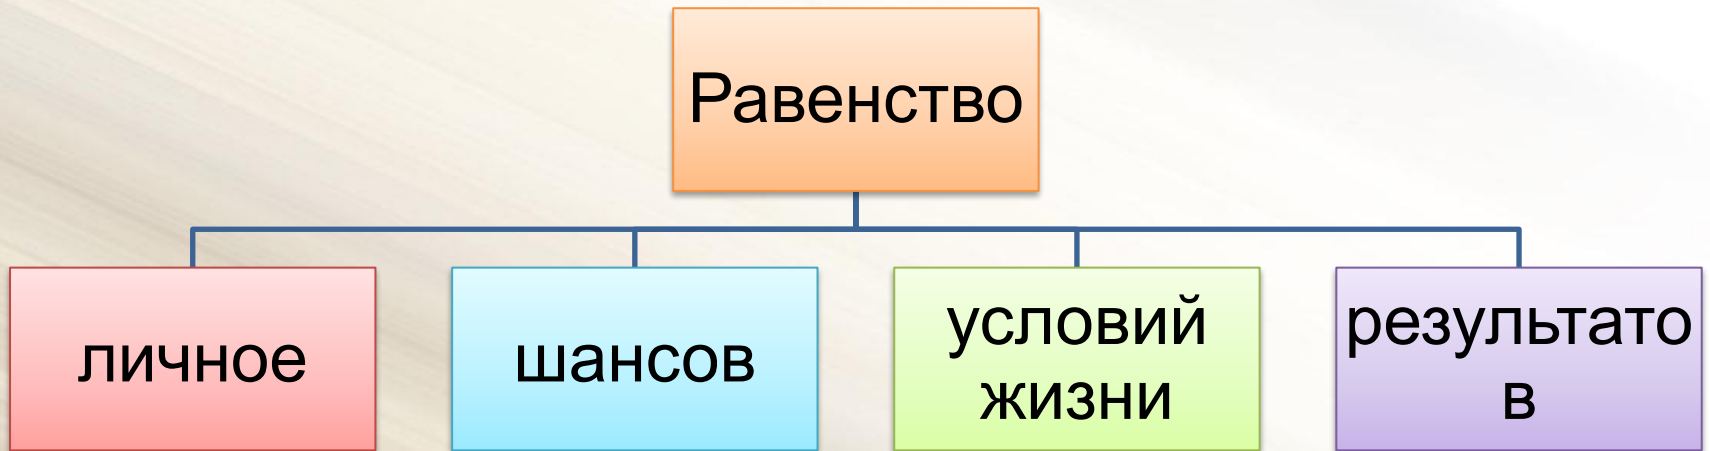 Равенство
личное
шансов
условий
жизни
результато
в